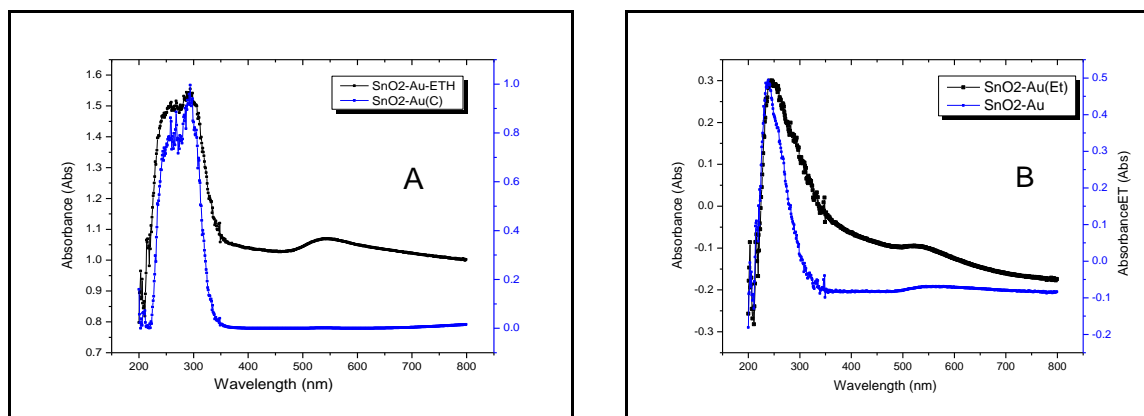 SnO2-Au-ETH
SnO2-Au(C)
A
Absorbance (Abs)
1.6
1.5
1.4
1.3
1.2
1.1
1.0
0.9
0.8
0.7
1.0
0.8
0.6
0.4
0.2
0.0
200 300 400 500 600 700 800
Wavelength (nm)
SnO2-Au(Et)
SnO2-Au
B
Absorbance (Abs)
0.3
0.2
0.1
0.0
-0.1
-0.2
-0.3
0.5
0.4
0.3
0.2
0.1
0.0
-0.1
-0.2
AbsorbanceET (Abs)
200 300 400 500 600 700 800
Wavelength (nm)